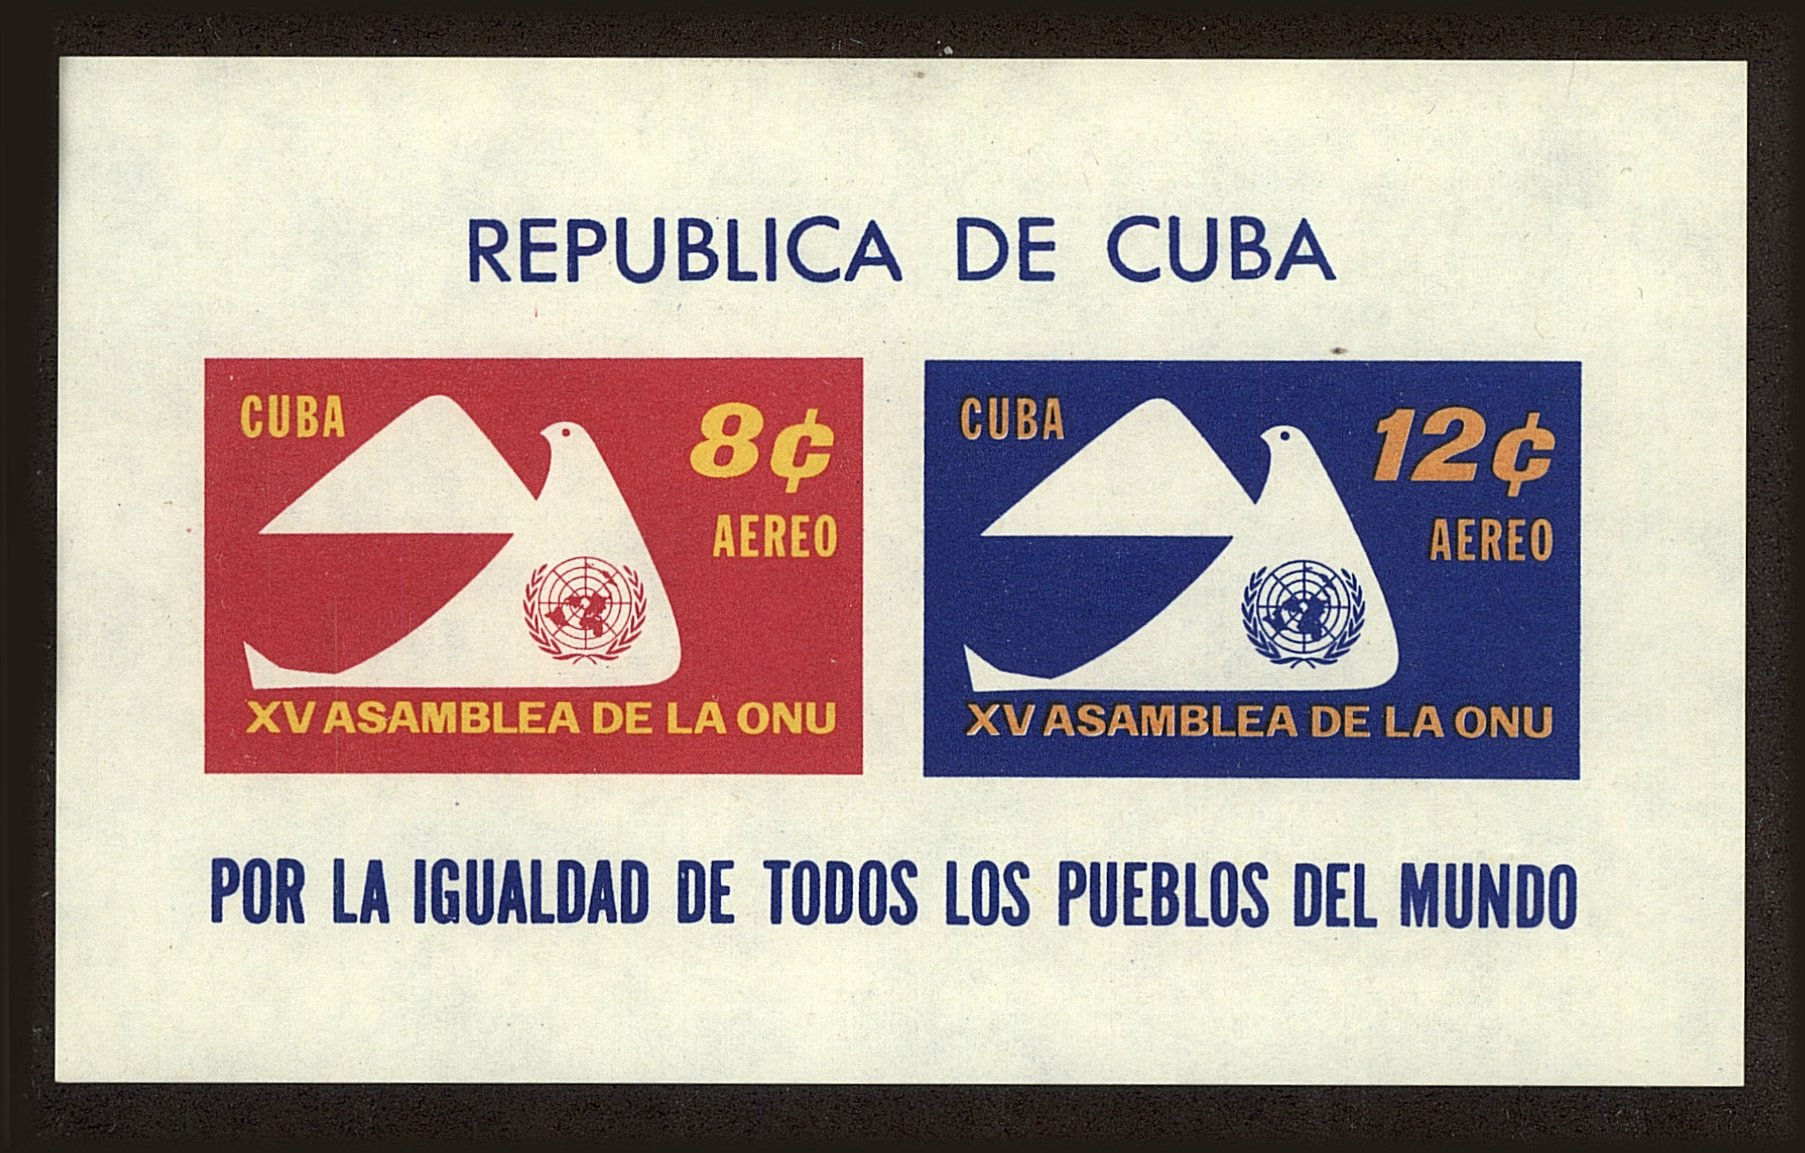 REPUBLICA DE CUBA
CUBA
8¢
AEREO
XV ASAMBLEA DE LA ONU
CUBA
12¢
AEREO
XV ASAMBLEA DE LA ONU
POR LA IGUALDAD DE TODOS LOS PUEBLOS DEL MUNDO